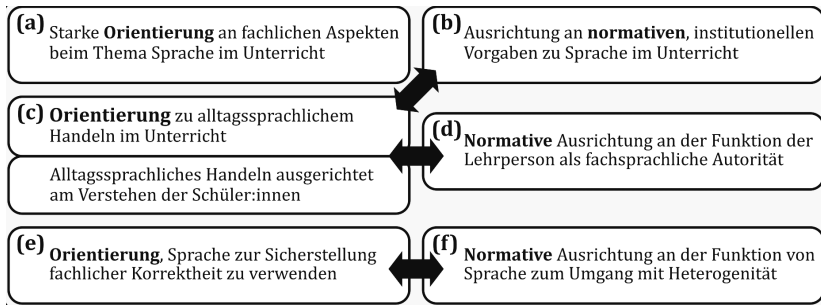 (a) Starke Orientierung an fachlichen Aspekten
beim Thema Sprache im Unterricht
(b) Ausrichtung an normativen, institutionellen
Vorgaben zu Sprache im Unterricht
(c) Orientierung zu alltagssprachlichem
Handeln im Unterricht
(d) Normative Ausrichtung an der Funktion der
Lehrperson als fachsprachliche Autorität
Alltagssprachliches Handeln ausgerichtet
am Verstehen der Schüler:innen
(e) Orientierung, Sprache zur Sicherstellung
fachlicher Korrektheit zu verwenden
(f) Normative Ausrichtung an der Funktion von
Sprache zum Umgang mit Heterogenität